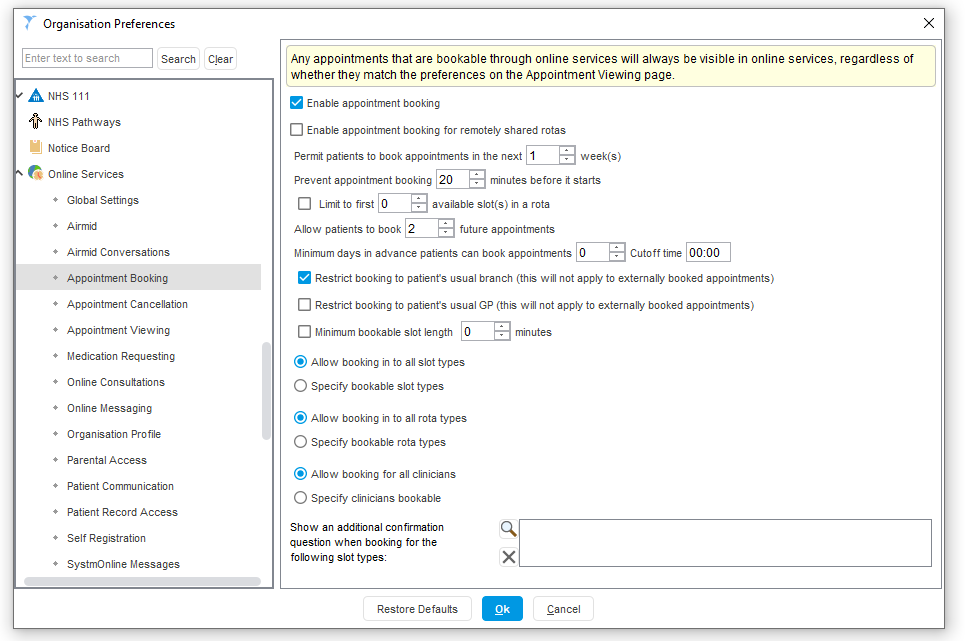 Organisation Preferences
Enter text to search
Search
Clear
NHS 111
NHS Pathways
Notice Board
Online Services
Global Settings
Airmid
Airmid Conversations
Appointment Booking
Appointment Cancellation
Appointment Viewing
Medication Requesting
Online Consultations
Online Messaging
Organisation Profile
Parental Access
Patient Communication
Patient Record Access
Self Registration
SystmOnline Messages
Any appointments that are bookable through online services will always be visible in online services, regardless of
whether they match the preferences on the Appointment Viewing page.
Enable appointment booking
Enable appointment booking for remotely shared rotas
Permit patients to book appointments in the next 1 week(s)
Prevent appointment booking 20 minutes before it starts
Limit to first 0 available slot(s) in a rota
Allow patients to book 2 future appointments
Minimum days in advance patients can book appointments 0 Cutoff time 00:00
Restrict booking to patient's usual branch (this will not apply to externally booked appointments)
Restrict booking to patient's usual GP (this will not apply to externally booked appointments)
Minimum bookable slot length 0 minutes
Allow booking in to all slot types
Specify bookable slot types
Allow booking in to all rota types
Specify bookable rota types
Allow booking for all clinicians
Specify clinicians bookable
Show an additional confirmation
question when booking for the
following slot types:
Restore Defaults
Ok
Cancel